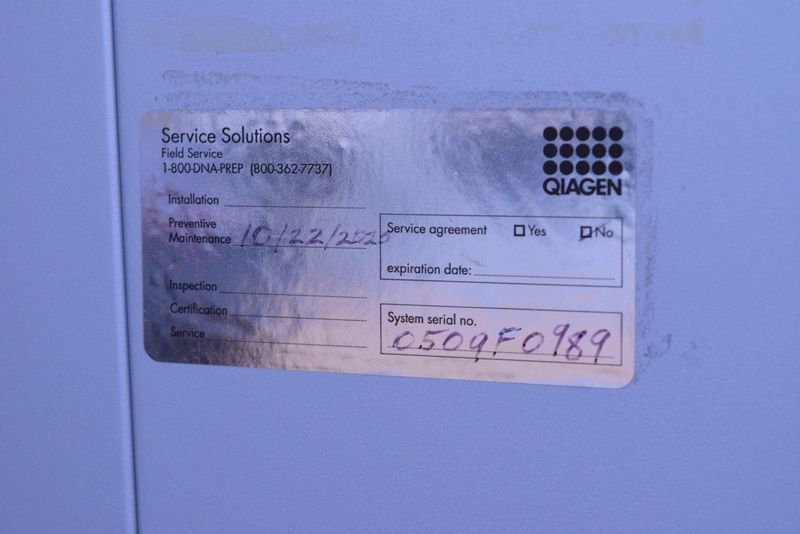 Service Solutions
Field Service
1-800-DNA-PREP (800-362-7737)
QIAGEN
Installation
Preventive
Maintenance 10/22/2020
Service agreement Yes No
expiration date:
Inspection
Certification
Service
System serial no.
0509F0989